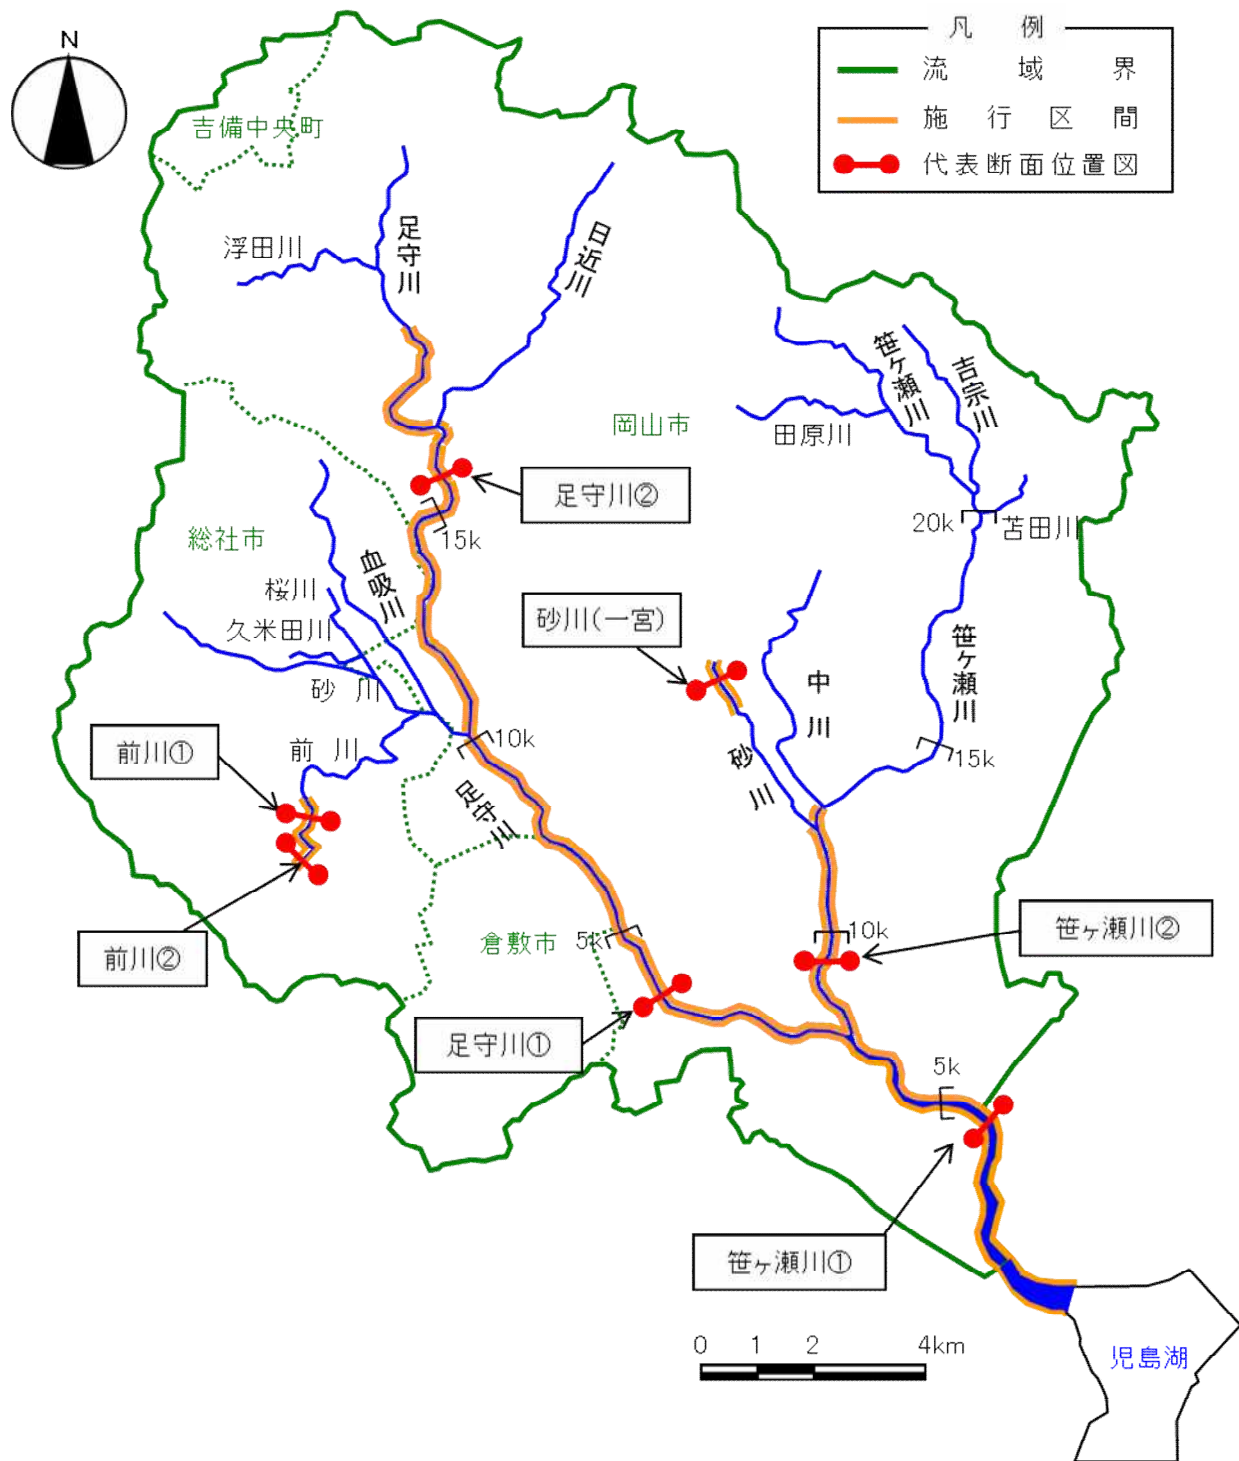 N
凡 例
流域界
施行区間
代表断面位置図
吉備中央町
浮田川
足守川
日近川
笹ヶ瀬川
吉宗川
田原川
岡山市
足守川②
20k
苫田川
15k
総社市
血吸川
桜川
久米田川
砂川(一宮)
笹ヶ瀬川
中川
砂 川
前 川
前川①
10k
15k
砂川
足守川
前川②
倉敷市
5k
10k
笹ヶ瀬川②
足守川①
5k
笹ヶ瀬川①
0 1 2 4km
児島湖